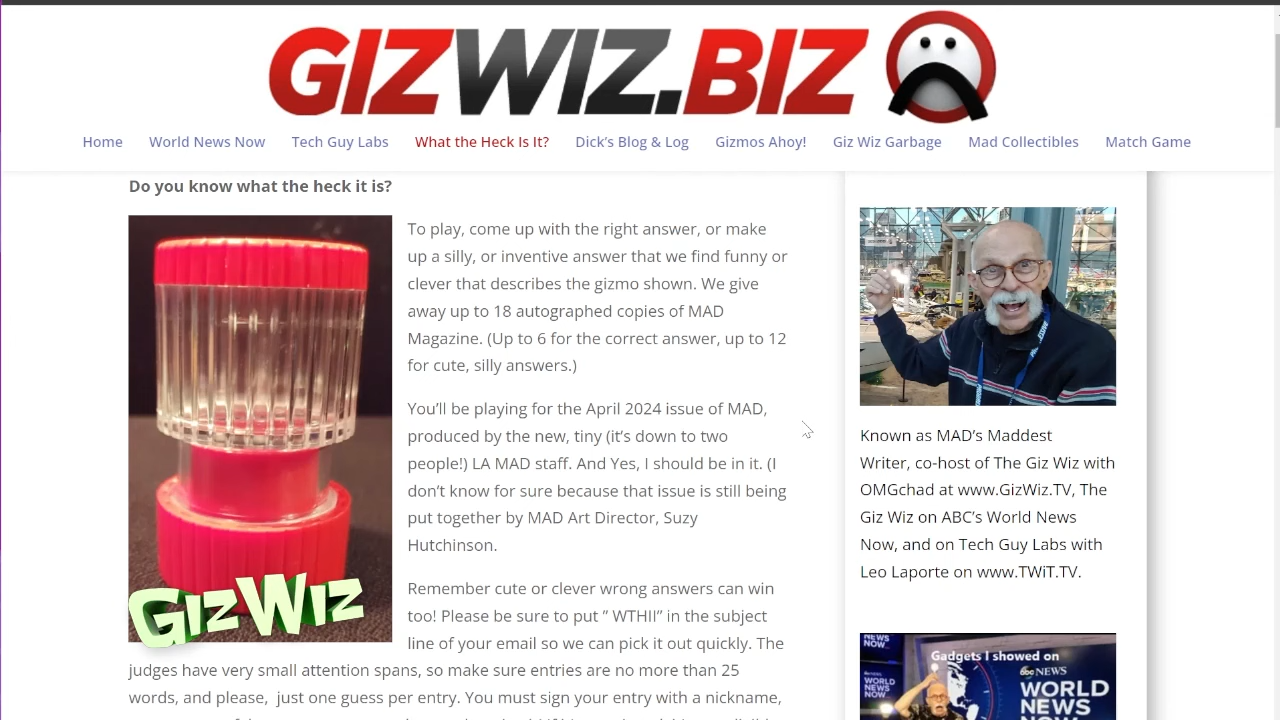 GIZWIZ.BIZ
Home World News Now Tech Guy Labs What the Heck Is It? Dick's Blog & Log Gizmos Ahoy! Giz Wiz Garbage Mad Collectibles Match Game
Do you know what the heck it is?
To play, come up with the right answer, or make
up a silly, or inventive answer that we find funny or
clever that describes the gizmo shown. We give
away up to 18 autographed copies of MAD
Magazine. (Up to 6 for the correct answer, up to 12
for cute, silly answers.)
You'll be playing for the April 2024 issue of MAD,
produced by the new, tiny (it's down to two
people!) LA MAD staff. And Yes, I should be in it. (I
don't know for sure because that issue is still being
put together by MAD Art Director, Suzy
Hutchinson.
Remember cute or clever wrong answers can win
too! Please be sure to put " WTHII" in the subject
line of your email so we can pick it out quickly. The
judges have very small attention spans, so make sure entries are no more than 25
words, and please, just one guess per entry. You must sign your entry with a nickname,
GIZWIZ
Known as MAD's Maddest
Writer, co-host of The Giz Wiz with
OMGchad at www.GizWiz.TV, The
Giz Wiz on ABC's World News
Now, and on Tech Guy Labs with
Leo Laporte on www.TWiT.TV.
Gadgets I showed on
abc NEWS
WORLD
NEWS
NOW